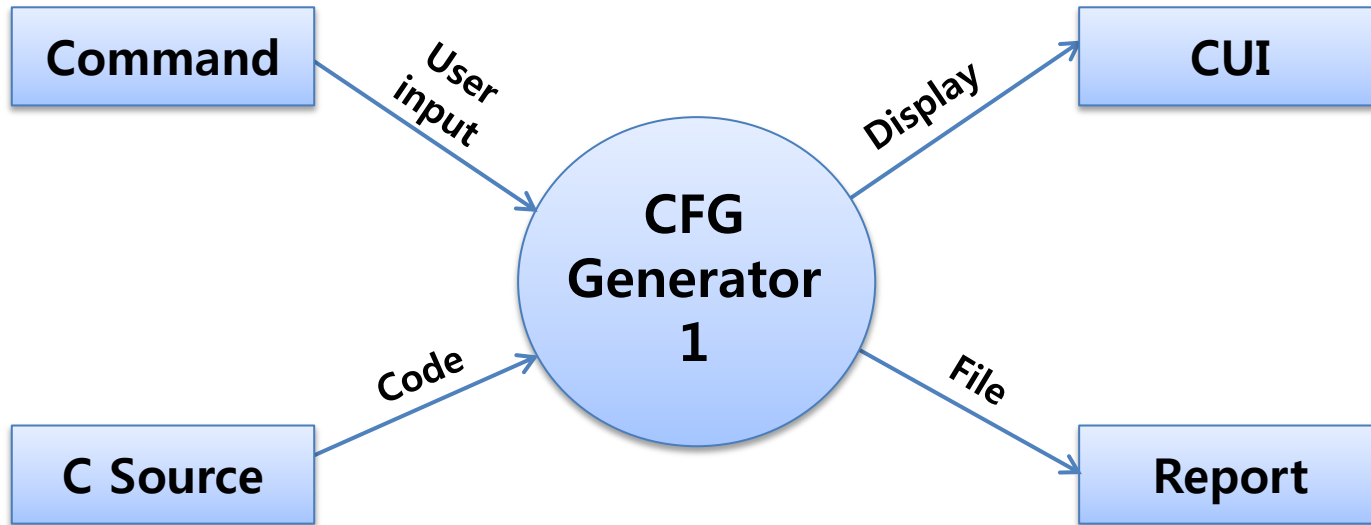 Command
User
input
Display
CUI
CFG
Generator
1
Code
File
C Source
Report